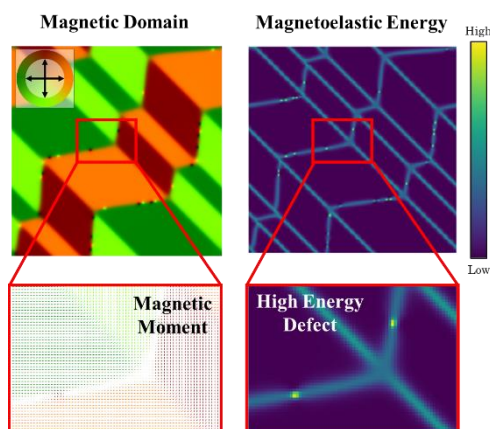 Magnetic Domain
Magnetoelastic Energy
High
Low
Magnetic
Moment
High Energy
Defect